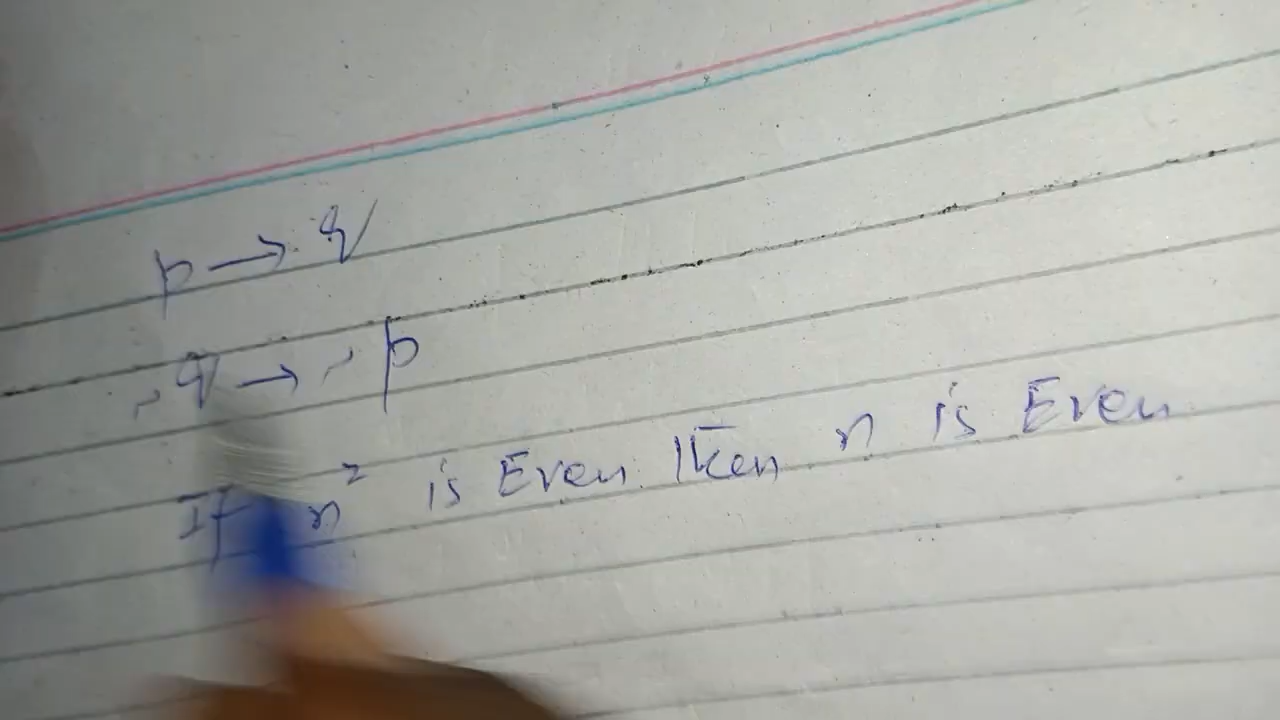 p → q
~q → ~p
If n² is Even then n is Even